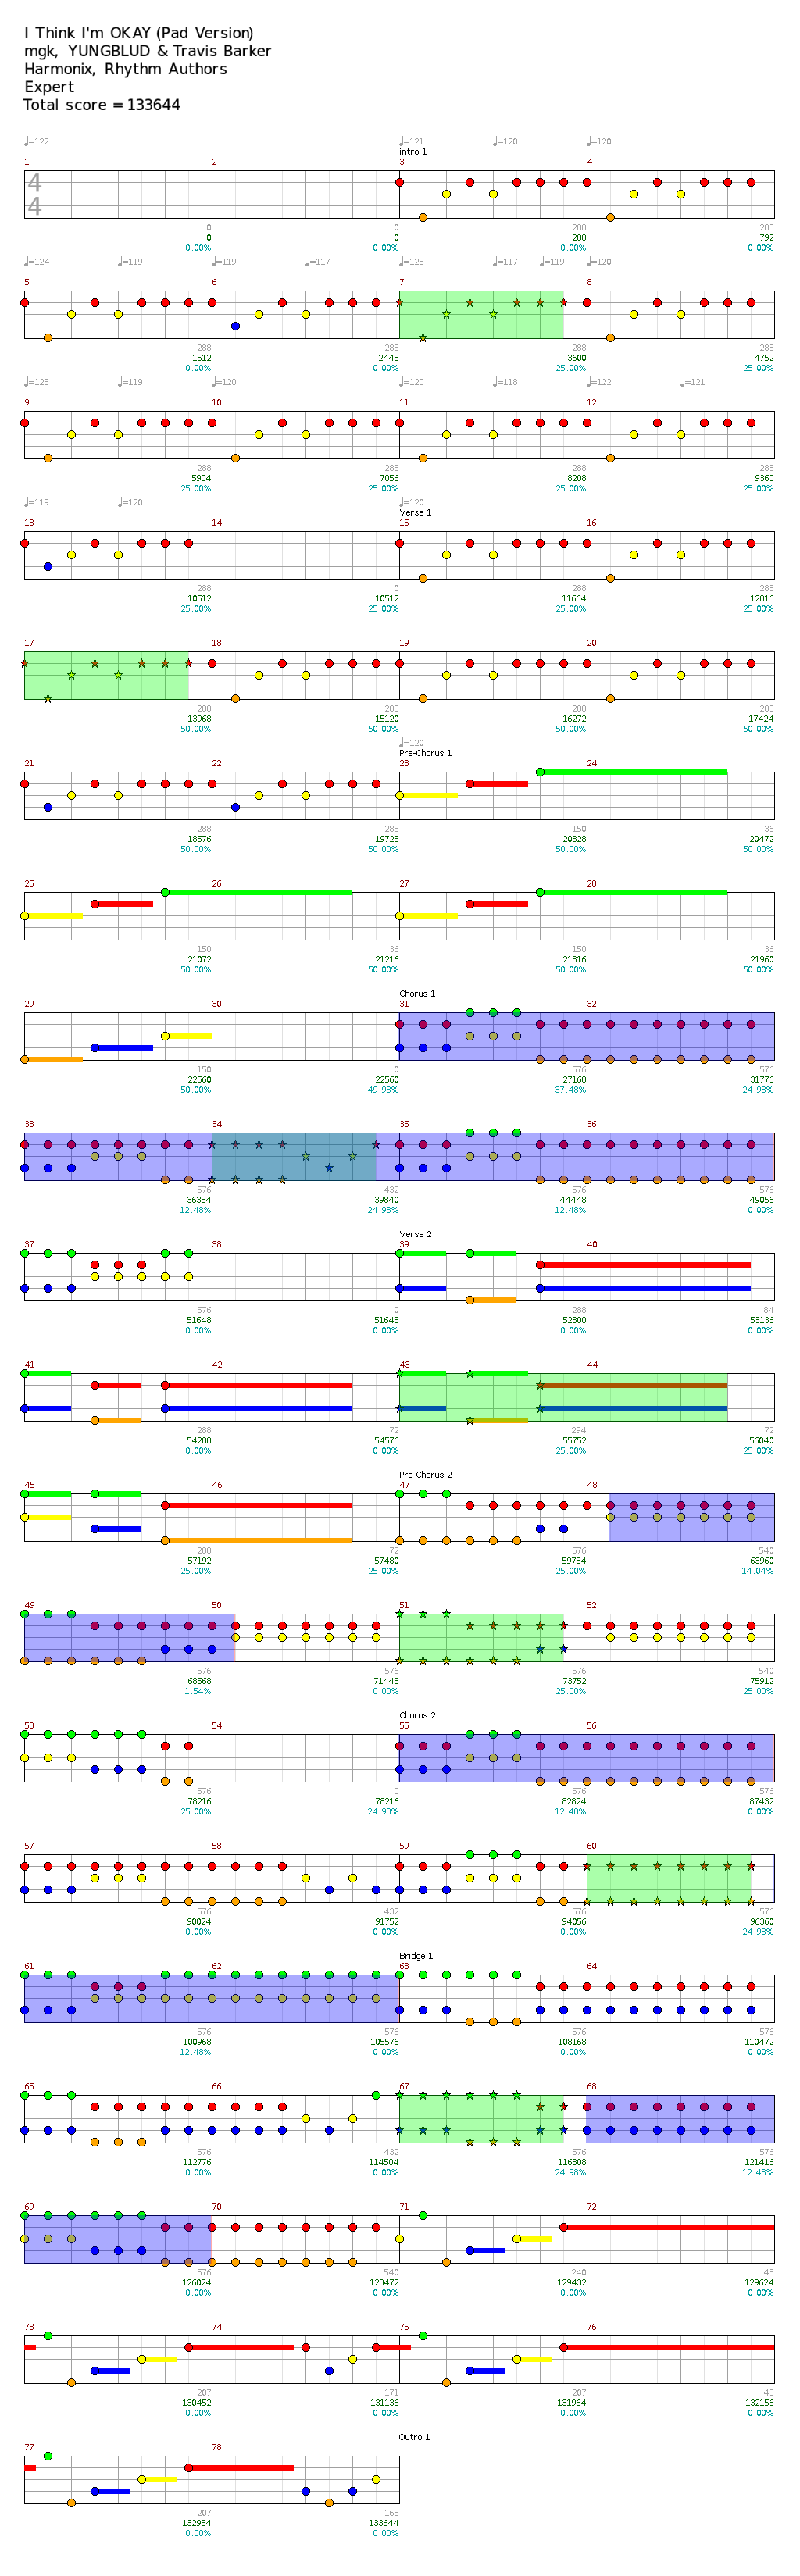 I Think I'm OKAY (Pad Version)
mgk, YUNGBLUD & Travis Barker
Harmonix, Rhythm Authors
Expert
Total score = 133644
♩=122 ♩=121 ♩=120 ♩=120
intro 1
1 2 3 4
4
4
0 0 288 288
0 0 288 792
0.00% 0.00% 0.00% 0.00%
♩=124 ♩=119 ♩=119 ♩=117 ♩=123 ♩=117 ♩=119 ♩=120
5 6 7 8
288 288 288 288
1512 2448 3600 4752
0.00% 0.00% 25.00% 25.00%
♩=123 ♩=119 ♩=120 ♩=120 ♩=118 ♩=122 ♩=121
9 10 11 12
288 288 288 288
5904 7056 8208 9360
25.00% 25.00% 25.00% 25.00%
♩=119 ♩=120 ♩=120
Verse 1
13 14 15 16
288 0 288 288
10512 10512 11664 12816
25.00% 25.00% 25.00% 25.00%
17 18 19 20
288 288 288 288
13968 15120 16272 17424
50.00% 50.00% 50.00% 50.00%
♩=120
Pre-Chorus 1
21 22 23 24
288 288 150 36
18576 19728 20328 20472
50.00% 50.00% 50.00% 50.00%
25 26 27 28
150 36 150 36
21072 21216 21816 21960
50.00% 50.00% 50.00% 50.00%
Chorus 1
29 30 31 32
150 0 576 576
22560 22560 27168 31776
50.00% 49.98% 37.48% 24.98%
33 34 35 36
576 432 576 576
36384 39840 44448 49056
12.48% 24.98% 12.48% 0.00%
Verse 2
37 38 39 40
576 0 288 84
51648 51648 52800 53136
0.00% 0.00% 0.00% 0.00%
41 42 43 44
288 72 294 72
54288 54576 55752 56040
0.00% 0.00% 25.00% 25.00%
Pre-Chorus 2
45 46 47 48
288 72 576 540
57192 57480 59784 63960
25.00% 25.00% 25.00% 14.04%
49 50 51 52
576 576 576 540
68568 71448 73752 75912
1.54% 0.00% 25.00% 25.00%
Chorus 2
53 54 55 56
576 0 576 576
78216 78216 82824 87432
25.00% 24.98% 12.48% 0.00%
57 58 59 60
576 432 576 576
90024 91752 94056 96360
0.00% 0.00% 0.00% 24.98%
Bridge 1
61 62 63 64
576 576 576 576
100968 105576 108168 110472
12.48% 0.00% 0.00% 0.00%
65 66 67 68
576 432 576 576
112776 114504 116808 121416
0.00% 0.00% 24.98% 12.48%
69 70 71 72
576 540 240 48
126024 128472 129432 129624
0.00% 0.00% 0.00% 0.00%
73 74 75 76
207 171 207 48
130452 131136 131964 132156
0.00% 0.00% 0.00% 0.00%
Outro 1
77 78
207 165
132984 133644
0.00% 0.00%